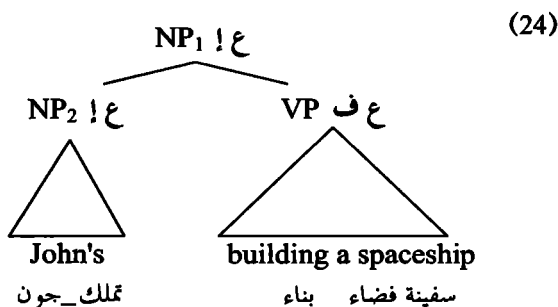 (24)
NP₁ ع إ
NP₂ ع إ VP ع ف
John's building a spaceship
تملك_جون بناء سفينة فضاء